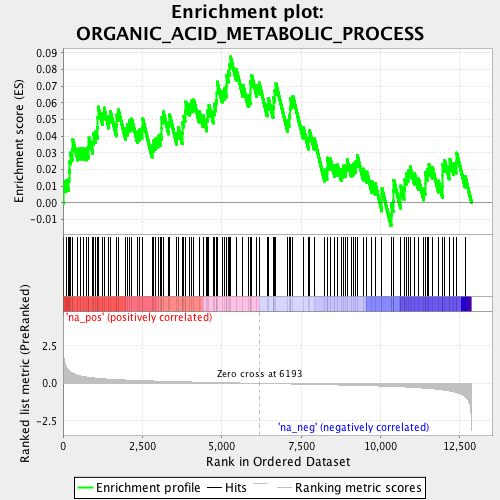 Enrichment plot:
ORGANIC_ACID_METABOLIC_PROCESS
Enrichment score (ES)
0.09
0.08
0.07
0.06
0.05
0.04
0.03
0.02
0.01
0.00
-0.01
'na_pos' (positively correlated)
Ranked list metric (PreRanked)
2.5
0.0
-2.5
Zero cross at 6193
'na_neg' (negatively correlated)
0
2,500
5,000
7,500
10,000
12,500
Rank in Ordered Dataset
Enrichment profile
Hits
Ranking metric scores